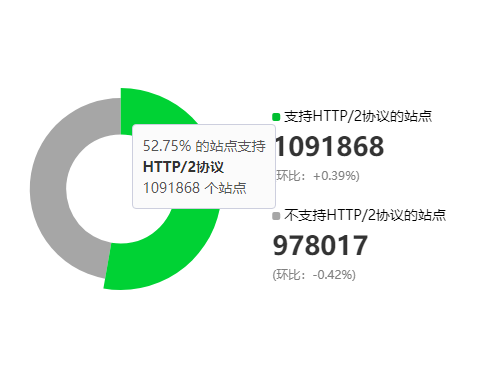 支持HTTP/2协议的站点
52.75% 的站点支持
HTTP/2协议
1091868 个站点
1091868
(环比：+0.39%)
不支持HTTP/2协议的站点
978017
(环比：-0.42%)